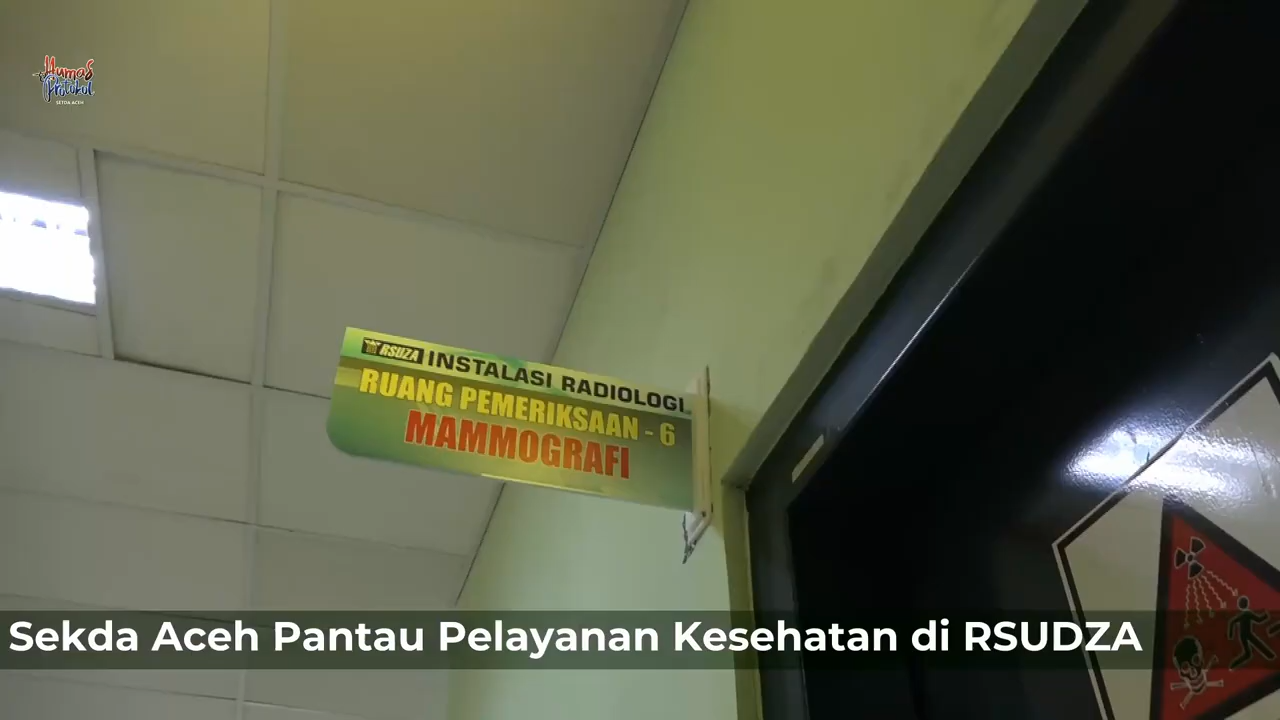 Humas
Protokol
SETDA ACEH
RSUZA INSTALASI RADIOLOGI
RUANG PEMERIKSAAN - 6
MAMMOGRAFI
Sekda Aceh Pantau Pelayanan Kesehatan di RSUDZA